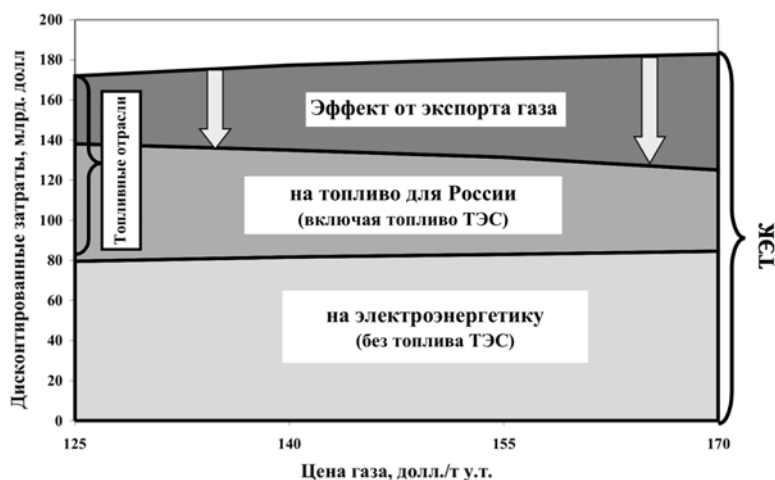 Дисконтированные затраты, млрд. долл
200
180
160
140
120
100
80
60
40
20
0
Топливные отрасли
Эффект от экспорта газа
на топливо для России
(включая топливо ТЭС)
на электроэнергетику
(без топлива ТЭС)
ТЭК
125
140
155
170
Цена газа, долл./т у.т.